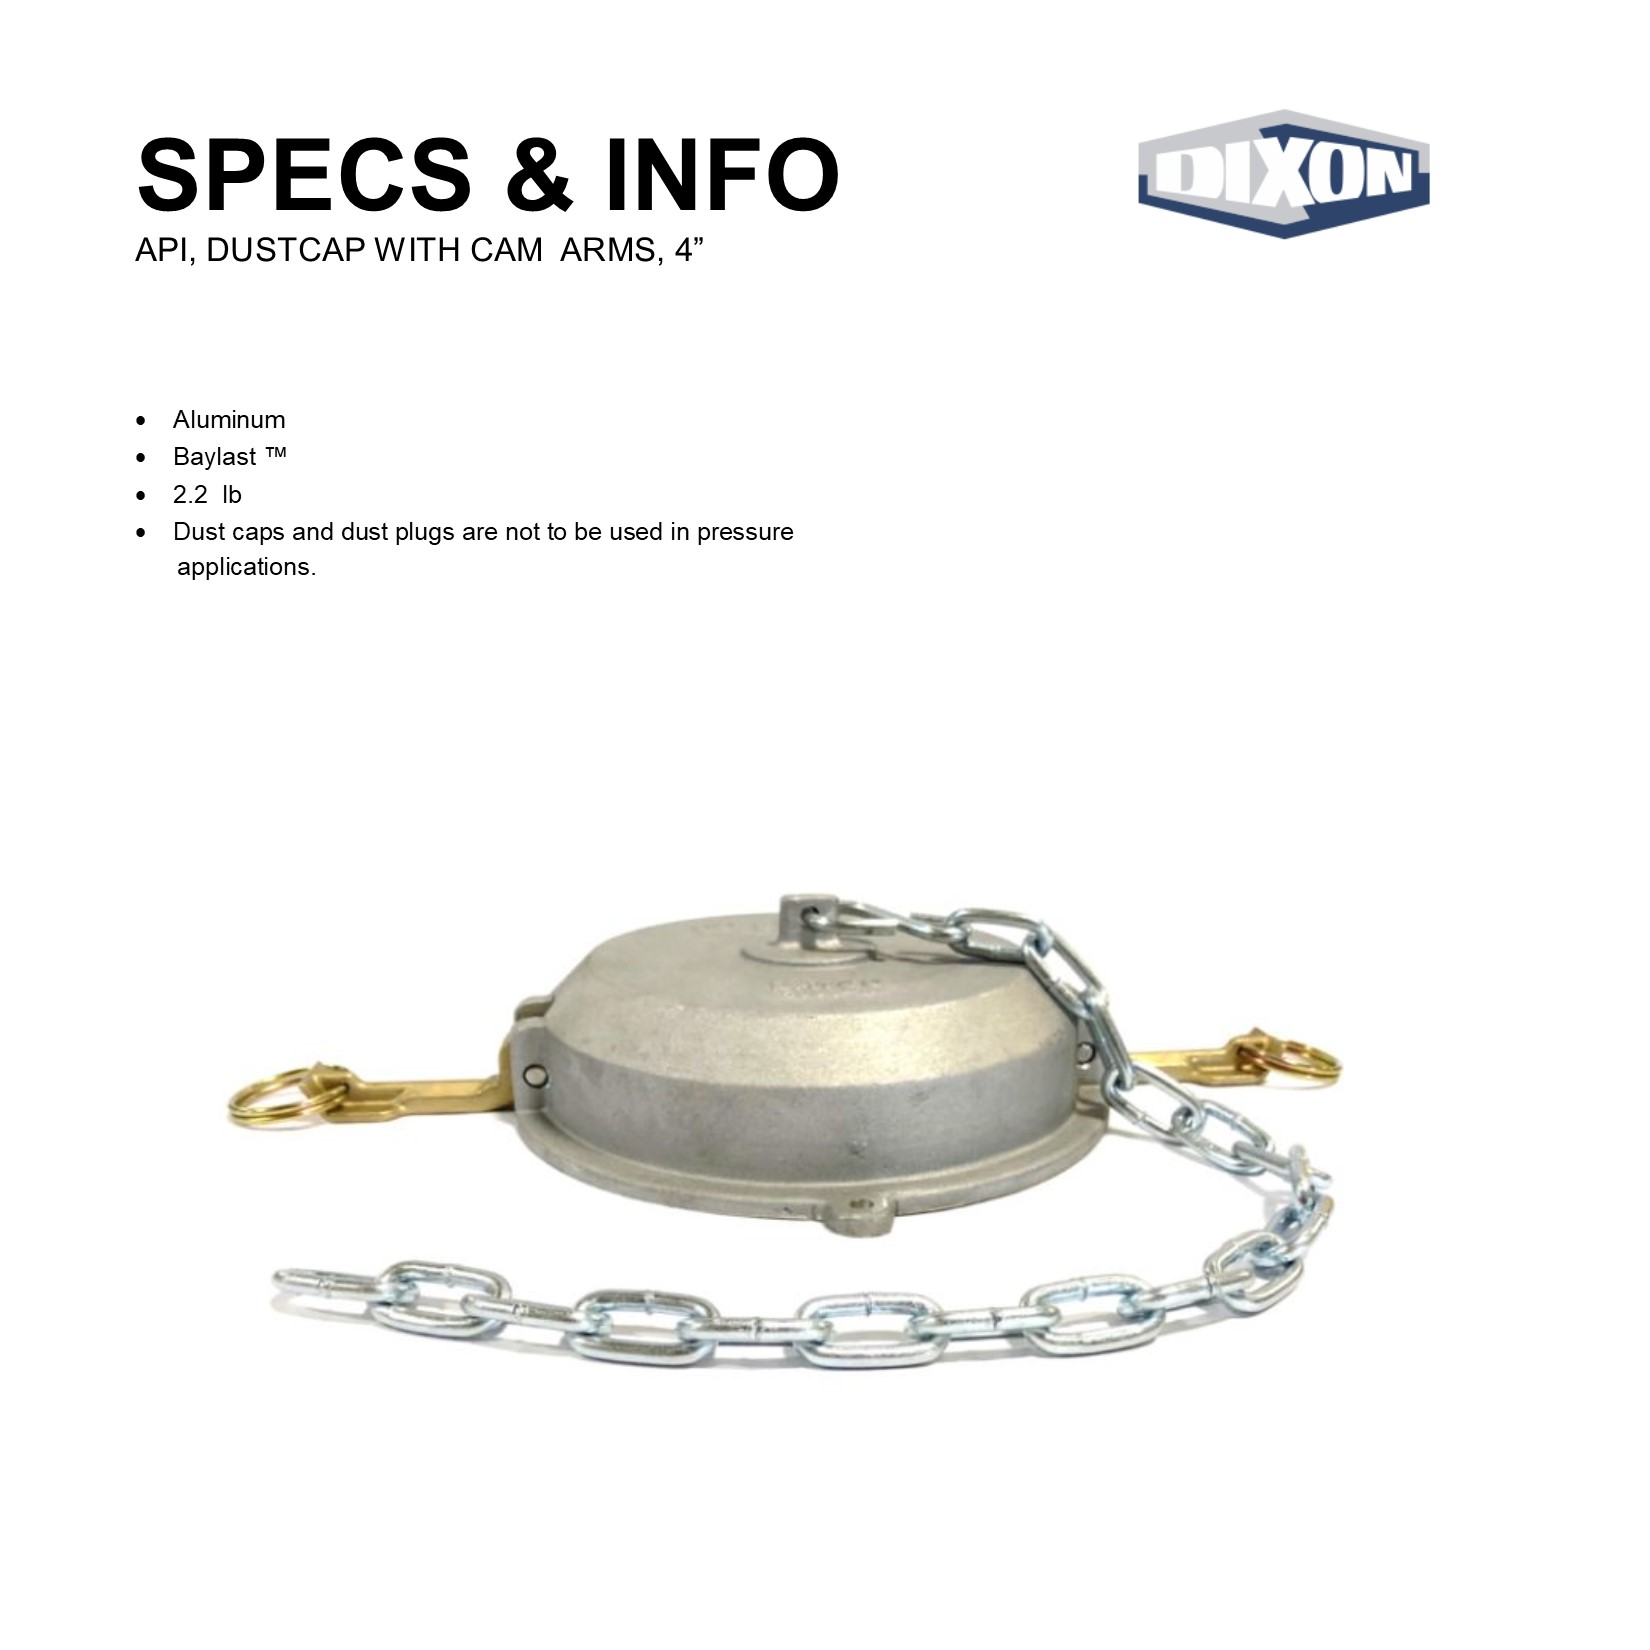 SPECS & INFO
DIXON
API, DUSTCAP WITH CAM ARMS, 4”
• Aluminum
• Baylast ™
• 2.2 lb
• Dust caps and dust plugs are not to be used in pressure
applications.